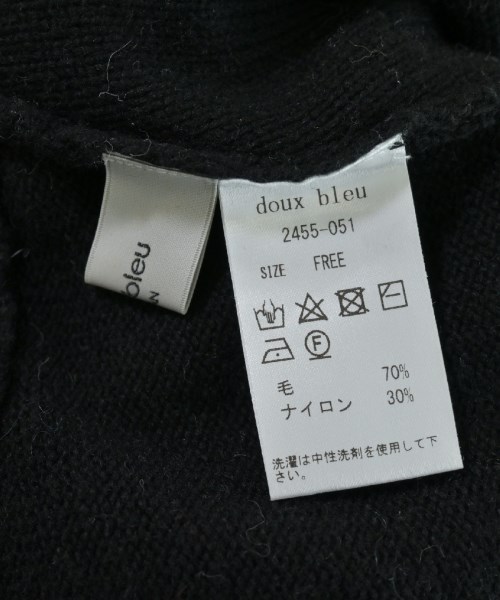 bleu
doux bleu
2455-051
SIZE FREE
F
毛 70%
ナイロン 30%
洗濯は中性洗剤を使用して下
さい。